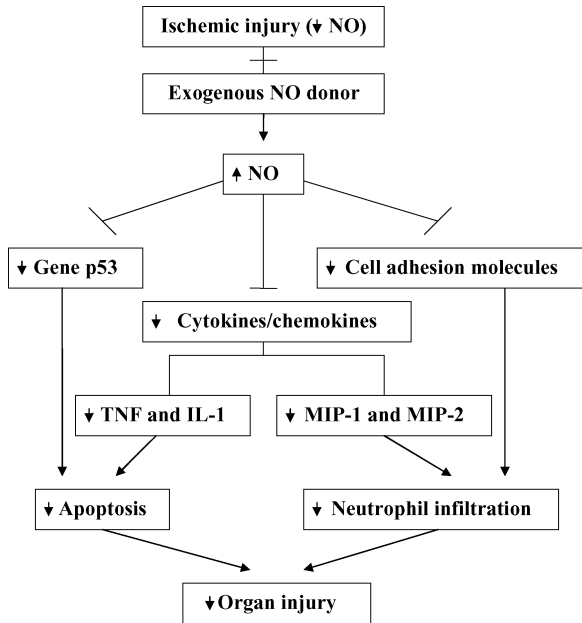 Ischemic injury (↓ NO)
Exogenous NO donor
↑ NO
↓ Gene p53
↓ Cell adhesion molecules
↓ Cytokines/chemokines
↓ TNF and IL-1
↓ MIP-1 and MIP-2
↓ Apoptosis
↓ Neutrophil infiltration
↓ Organ injury